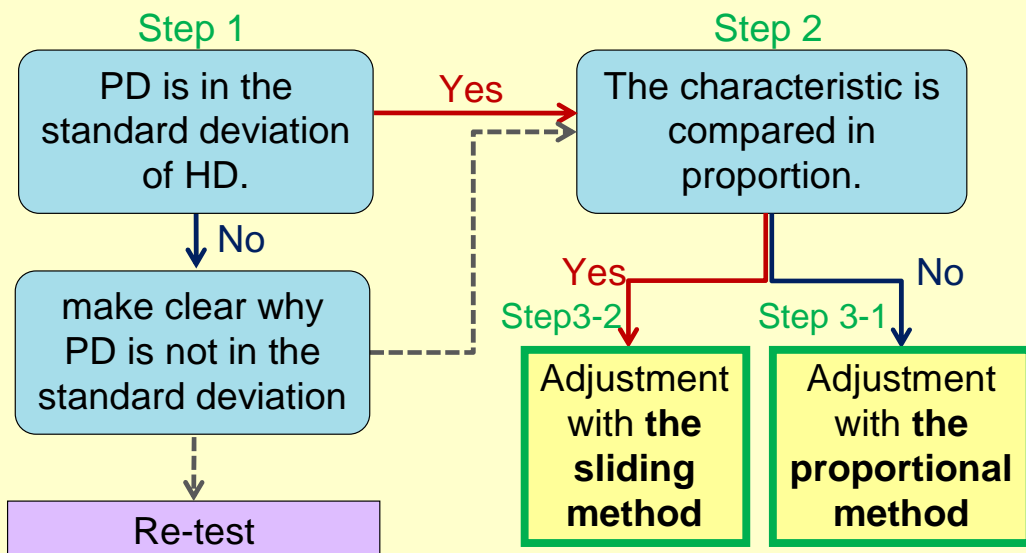 Step 1
PD is in the
standard deviation
of HD.
Yes
No
make clear why
PD is not in the
standard deviation
Re-test
Step 2
The characteristic is
compared in
proportion.
Yes
No
Step3-2
Adjustment
with the
sliding
method
Step 3-1
Adjustment
with the
proportional
method